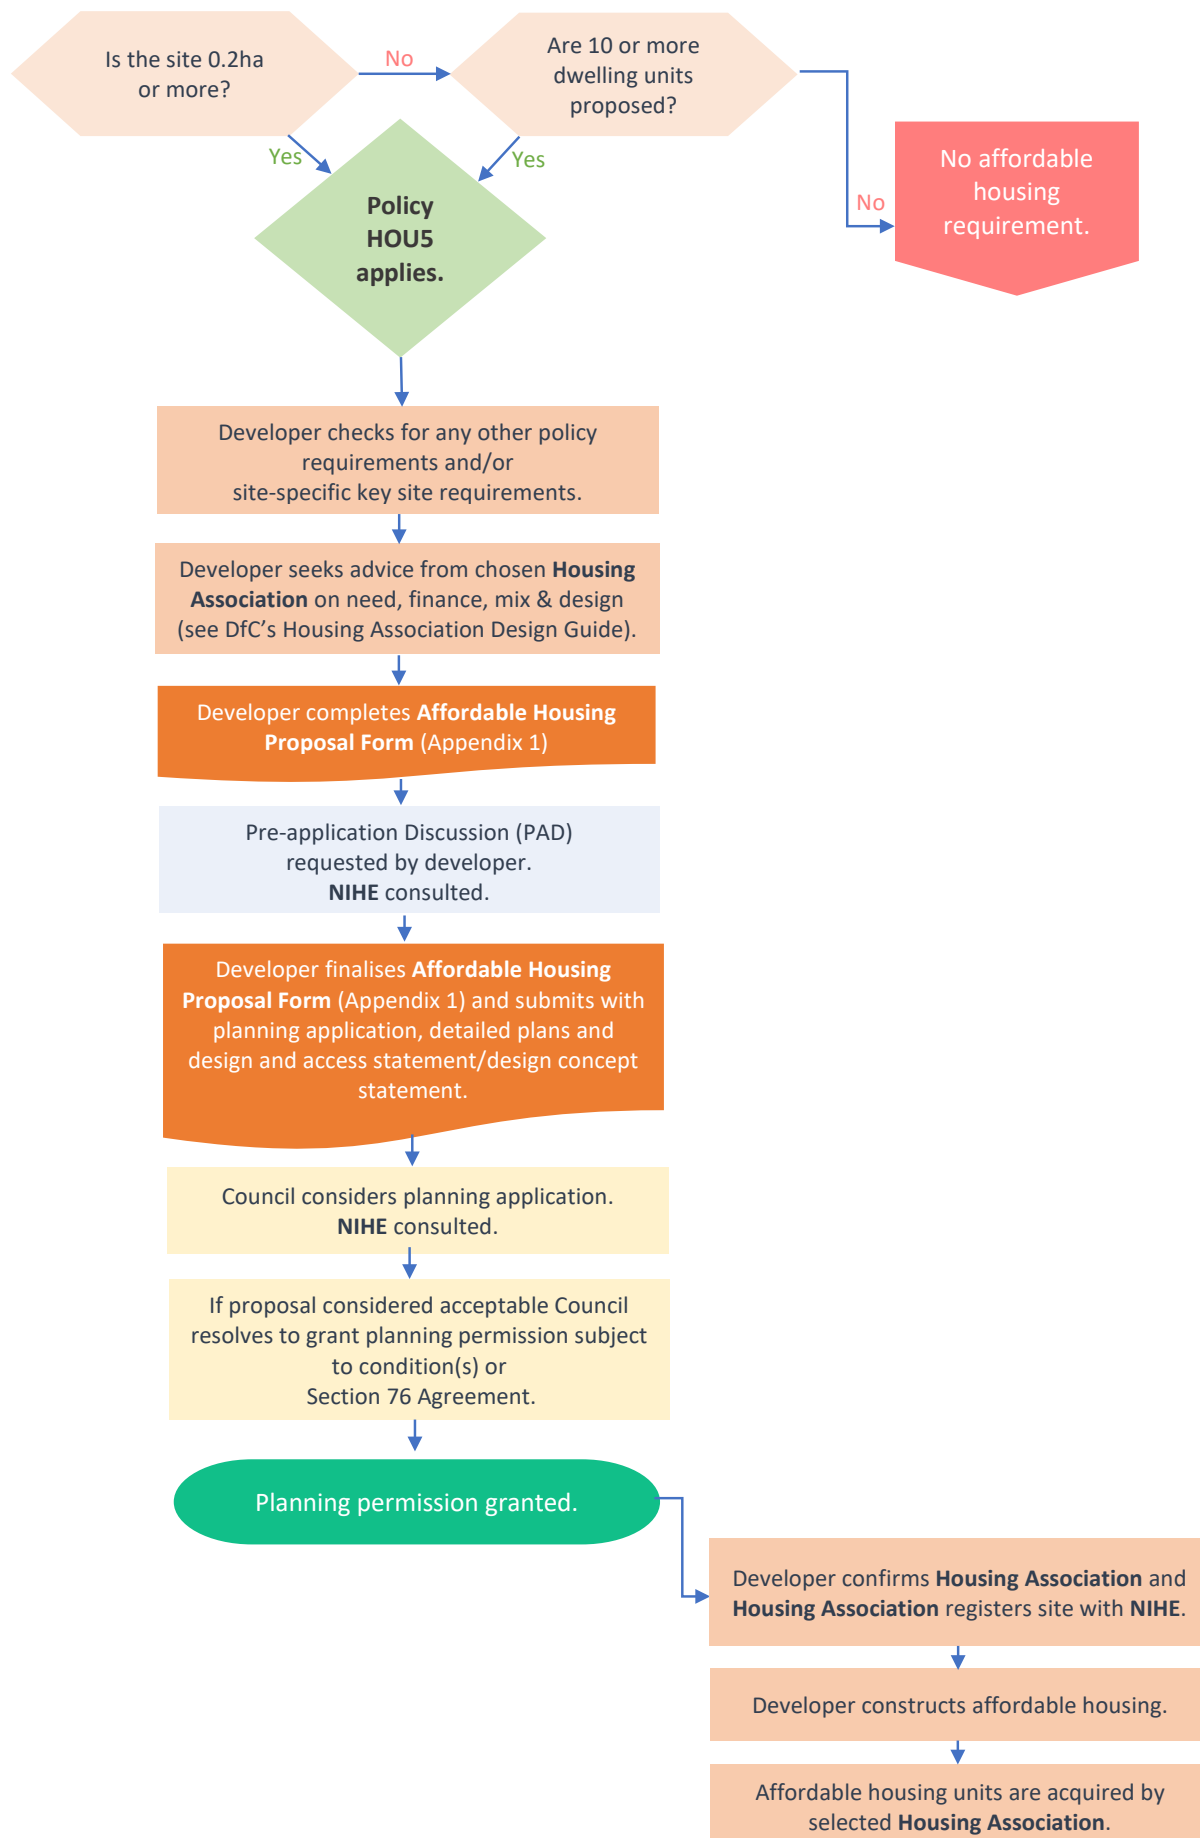 Is the site 0.2ha
or more?
No
Are 10 or more
dwelling units
proposed?
Yes
Yes
Policy
HOU5
applies.
No
No affordable
housing
requirement.
Developer checks for any other policy
requirements and/or
site-specific key site requirements.
Developer seeks advice from chosen Housing
Association on need, finance, mix & design
(see DfC’s Housing Association Design Guide).
Developer completes Affordable Housing
Proposal Form (Appendix 1)
Pre-application Discussion (PAD)
requested by developer.
NIHE consulted.
Developer finalises Affordable Housing
Proposal Form (Appendix 1) and submits with
planning application, detailed plans and
design and access statement/design concept
statement.
Council considers planning application.
NIHE consulted.
If proposal considered acceptable Council
resolves to grant planning permission subject
to condition(s) or
Section 76 Agreement.
Planning permission granted.
Developer confirms Housing Association and
Housing Association registers site with NIHE.
Developer constructs affordable housing.
Affordable housing units are acquired by
selected Housing Association.